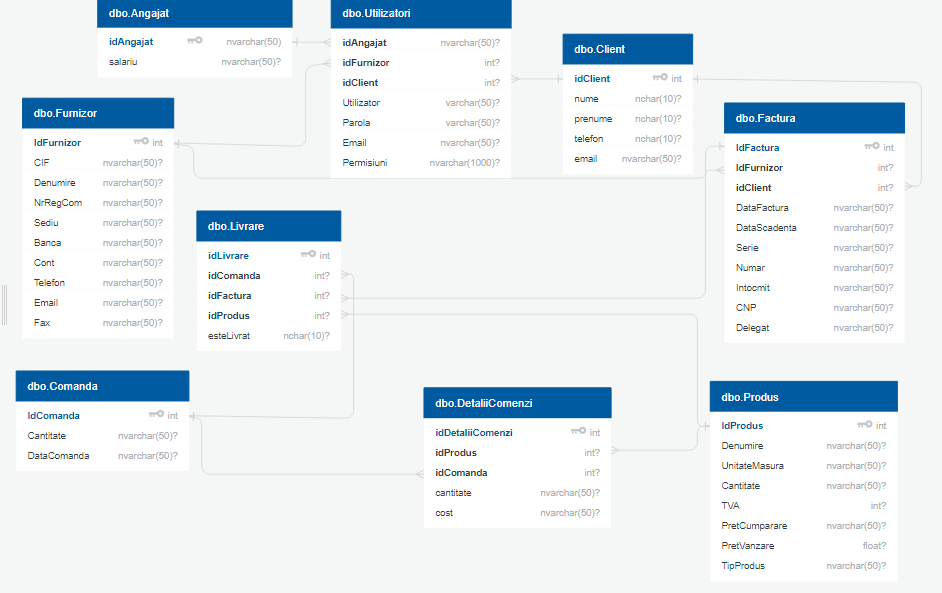 dbo.Angajat
idAngajat nvarchar(50)
salariu nvarchar(50)?
dbo.Utilizatori
idAngajat nvarchar(50)?
idFurnizor int?
idClient int?
Utilizator varchar(50)?
Parola varchar(50)?
Email nvarchar(50)?
Permisiuni nvarchar(1000)?
dbo.Client
idClient int
nume nchar(10)?
prenume nchar(10)?
telefon nchar(10)?
email nvarchar(50)?
dbo.Furnizor
IdFurnizor int
CIF nvarchar(50)?
Denumire nvarchar(50)?
NrRegCom nvarchar(50)?
Sediu nvarchar(50)?
Banca nvarchar(50)?
Cont nvarchar(50)?
Telefon nvarchar(50)?
Email nvarchar(50)?
Fax nvarchar(50)?
dbo.Factura
IdFactura int
IdFurnizor int?
idClient int?
DataFactura nvarchar(50)?
DataScadenta nvarchar(50)?
Serie nvarchar(50)?
Numar nvarchar(50)?
Intocmit nvarchar(50)?
CNP nvarchar(50)?
Delegat nvarchar(50)?
dbo.Livrare
idLivrare int
idComanda int?
idFactura int?
idProdus int?
esteLivrat nchar(10)?
dbo.Comanda
IdComanda int
Cantitate nvarchar(50)?
DataComanda nvarchar(50)?
dbo.DetaliiComenzi
idDetaliiComenzi int
idProdus int?
idComanda int?
cantitate nvarchar(50)?
cost nvarchar(50)?
dbo.Produs
IdProdus int
Denumire nvarchar(50)?
UnitateMasura nvarchar(50)?
Cantitate nvarchar(50)?
TVA int?
PretCumparare nvarchar(50)?
PretVanzare float?
TipProdus nvarchar(50)?